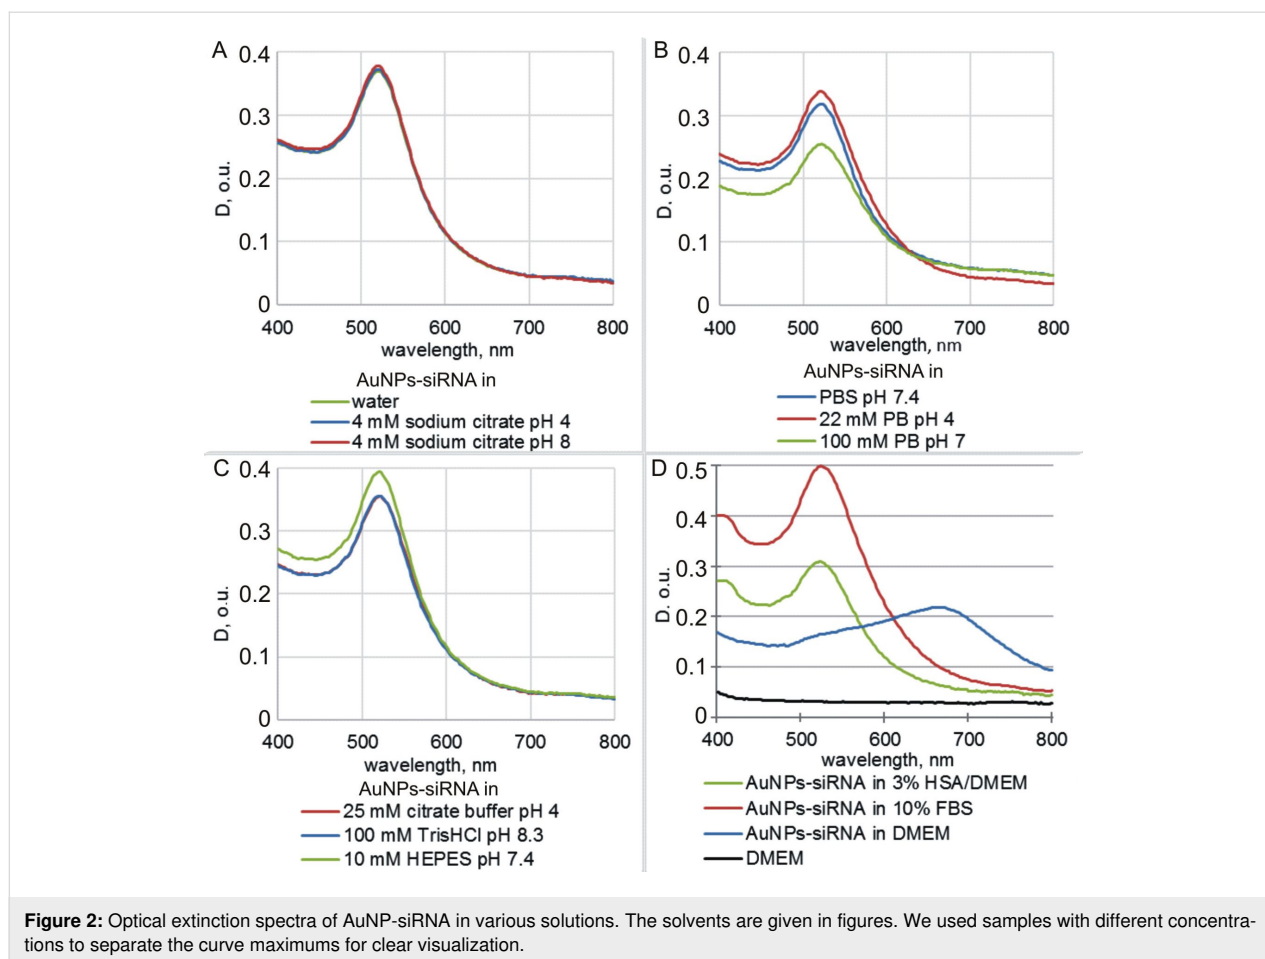 A
0.4
0.3
0.2
0.1
0
D, o.u.
400 500 600 700 800
wavelength, nm
AuNPs-siRNA in
water
4 mM sodium citrate pH 4
4 mM sodium citrate pH 8
B
0.4
0.3
0.2
0.1
0
D. o.u.
400 500 600 700 800
wavelength, nm
AuNPs-siRNA in
PBS pH 7.4
22 mM PB pH 4
100 mM PB pH 7
C
0.4
0.3
0.2
0.1
0
D, o.u.
400 500 600 700 800
wavelength, nm
AuNPs-siRNA in
25 mM citrate buffer pH 4
100 mM TrisHCl pH 8.3
10 mM HEPES pH 7.4
D
0.5
0.4
0.3
0.2
0.1
0
D. o.u.
400 500 600 700 800
wavelength, nm
AuNPs-siRNA in 3% HSA/DMEM
AuNPs-siRNA in 10% FBS
AuNPs-siRNA in DMEM
DMEM
Figure 2: Optical extinction spectra of AuNP-siRNA in various solutions. The solvents are given in figures. We used samples with different concentra-
tions to separate the curve maximums for clear visualization.